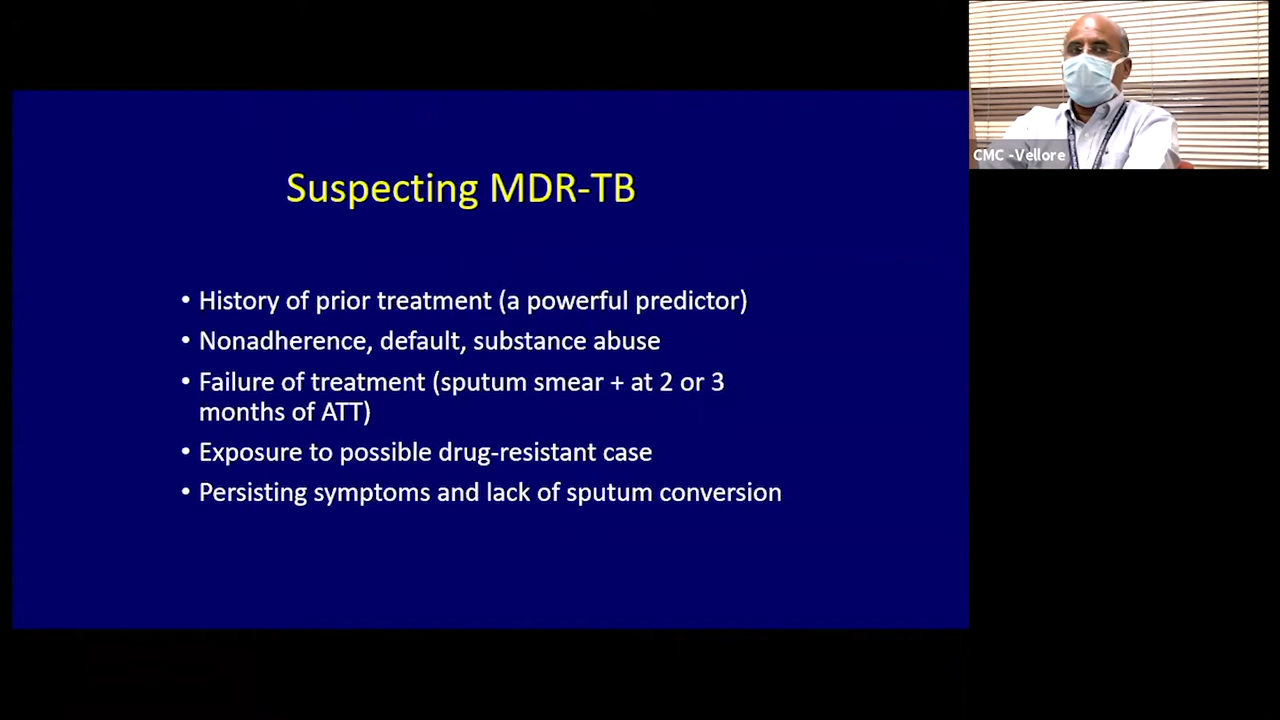 CMC -Vellore
Suspecting MDR-TB
• History of prior treatment (a powerful predictor)
• Nonadherence, default, substance abuse
• Failure of treatment (sputum smear + at 2 or 3
months of ATT)
• Exposure to possible drug-resistant case
• Persisting symptoms and lack of sputum conversion